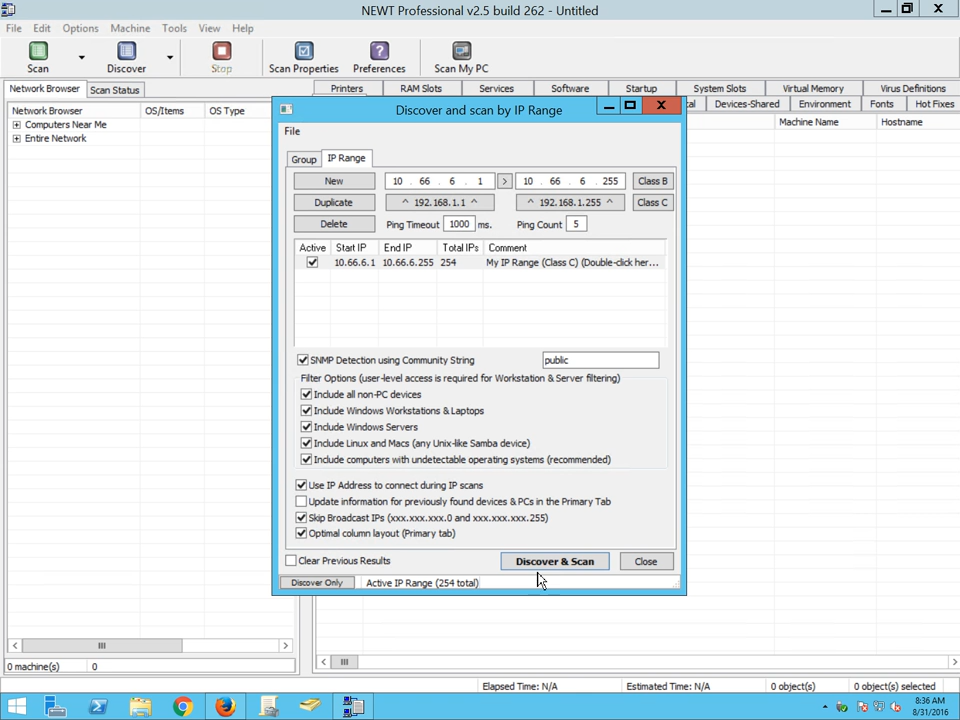 NEWT Professional v2.5 build 262 - Untitled
File Edit Options Machine Tools View Help
Scan Discover Stop Scan Properties Preferences Scan My PC
Network Browser Scan Status
Network Browser OS/Items OS Type
Computers Near Me
Entire Network
Printers RAM Slots Services Software Startup System Slots Virtual Memory Virus Definitions
Devices-Shared Environment Fonts Hot Fixes
Machine Name Hostname
Discover and scan by IP Range
File
Group IP Range
New 10 . 66 . 6 . 1 > 10 . 66 . 6 . 255 Class B
Duplicate ^ 192.168.1.1 ^ ^ 192.168.1.255 ^ Class C
Delete Ping Timeout 1000 ms. Ping Count 5
Active Start IP End IP Total IPs Comment
10.66.6.1 10.66.6.255 254 My IP Range (Class C) (Double-click her...
SNMP Detection using Community String public
Filter Options (user-level access is required for Workstation & Server filtering)
Include all non-PC devices
Include Windows Workstations & Laptops
Include Windows Servers
Include Linux and Macs (any Unix-like Samba device)
Include computers with undetectable operating systems (recommended)
Use IP Address to connect during IP scans
Update information for previously found devices & PCs in the Primary Tab
Skip Broadcast IPs (xxx.xxx.xxx.0 and xxx.xxx.xxx.255)
Optimal column layout (Primary tab)
Clear Previous Results Discover & Scan Close
Discover Only Active IP Range (254 total)
0 machine(s) 0
Elapsed Time: N/A Estimated Time: N/A 0 object(s) 0 object(s) selected
8:36 AM
8/31/2016